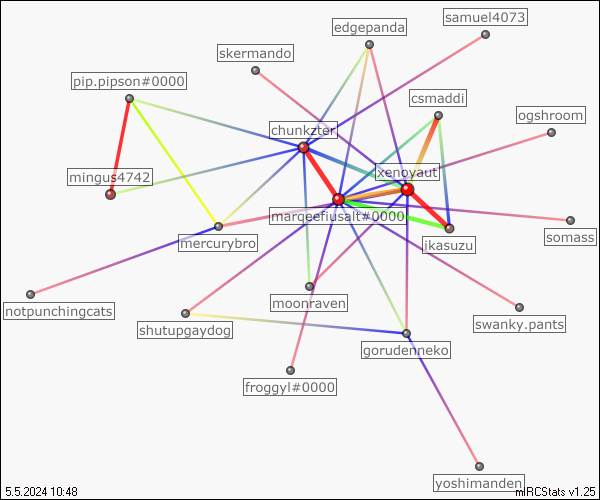 samuel4073
edgepanda
skermando
pip.pipson#0000
csmaddi
ogshroom
chunkzter
xenoyaut
mingus4742
marqeefiusalt#0000
mercurybro
ikasuzu
somass
notpunchingcats
moonraven
shutupgaydog
swanky.pants
gorudenneko
froggyl#0000
yoshimanden
5.5.2024 10:48
mIRCStats v1.25